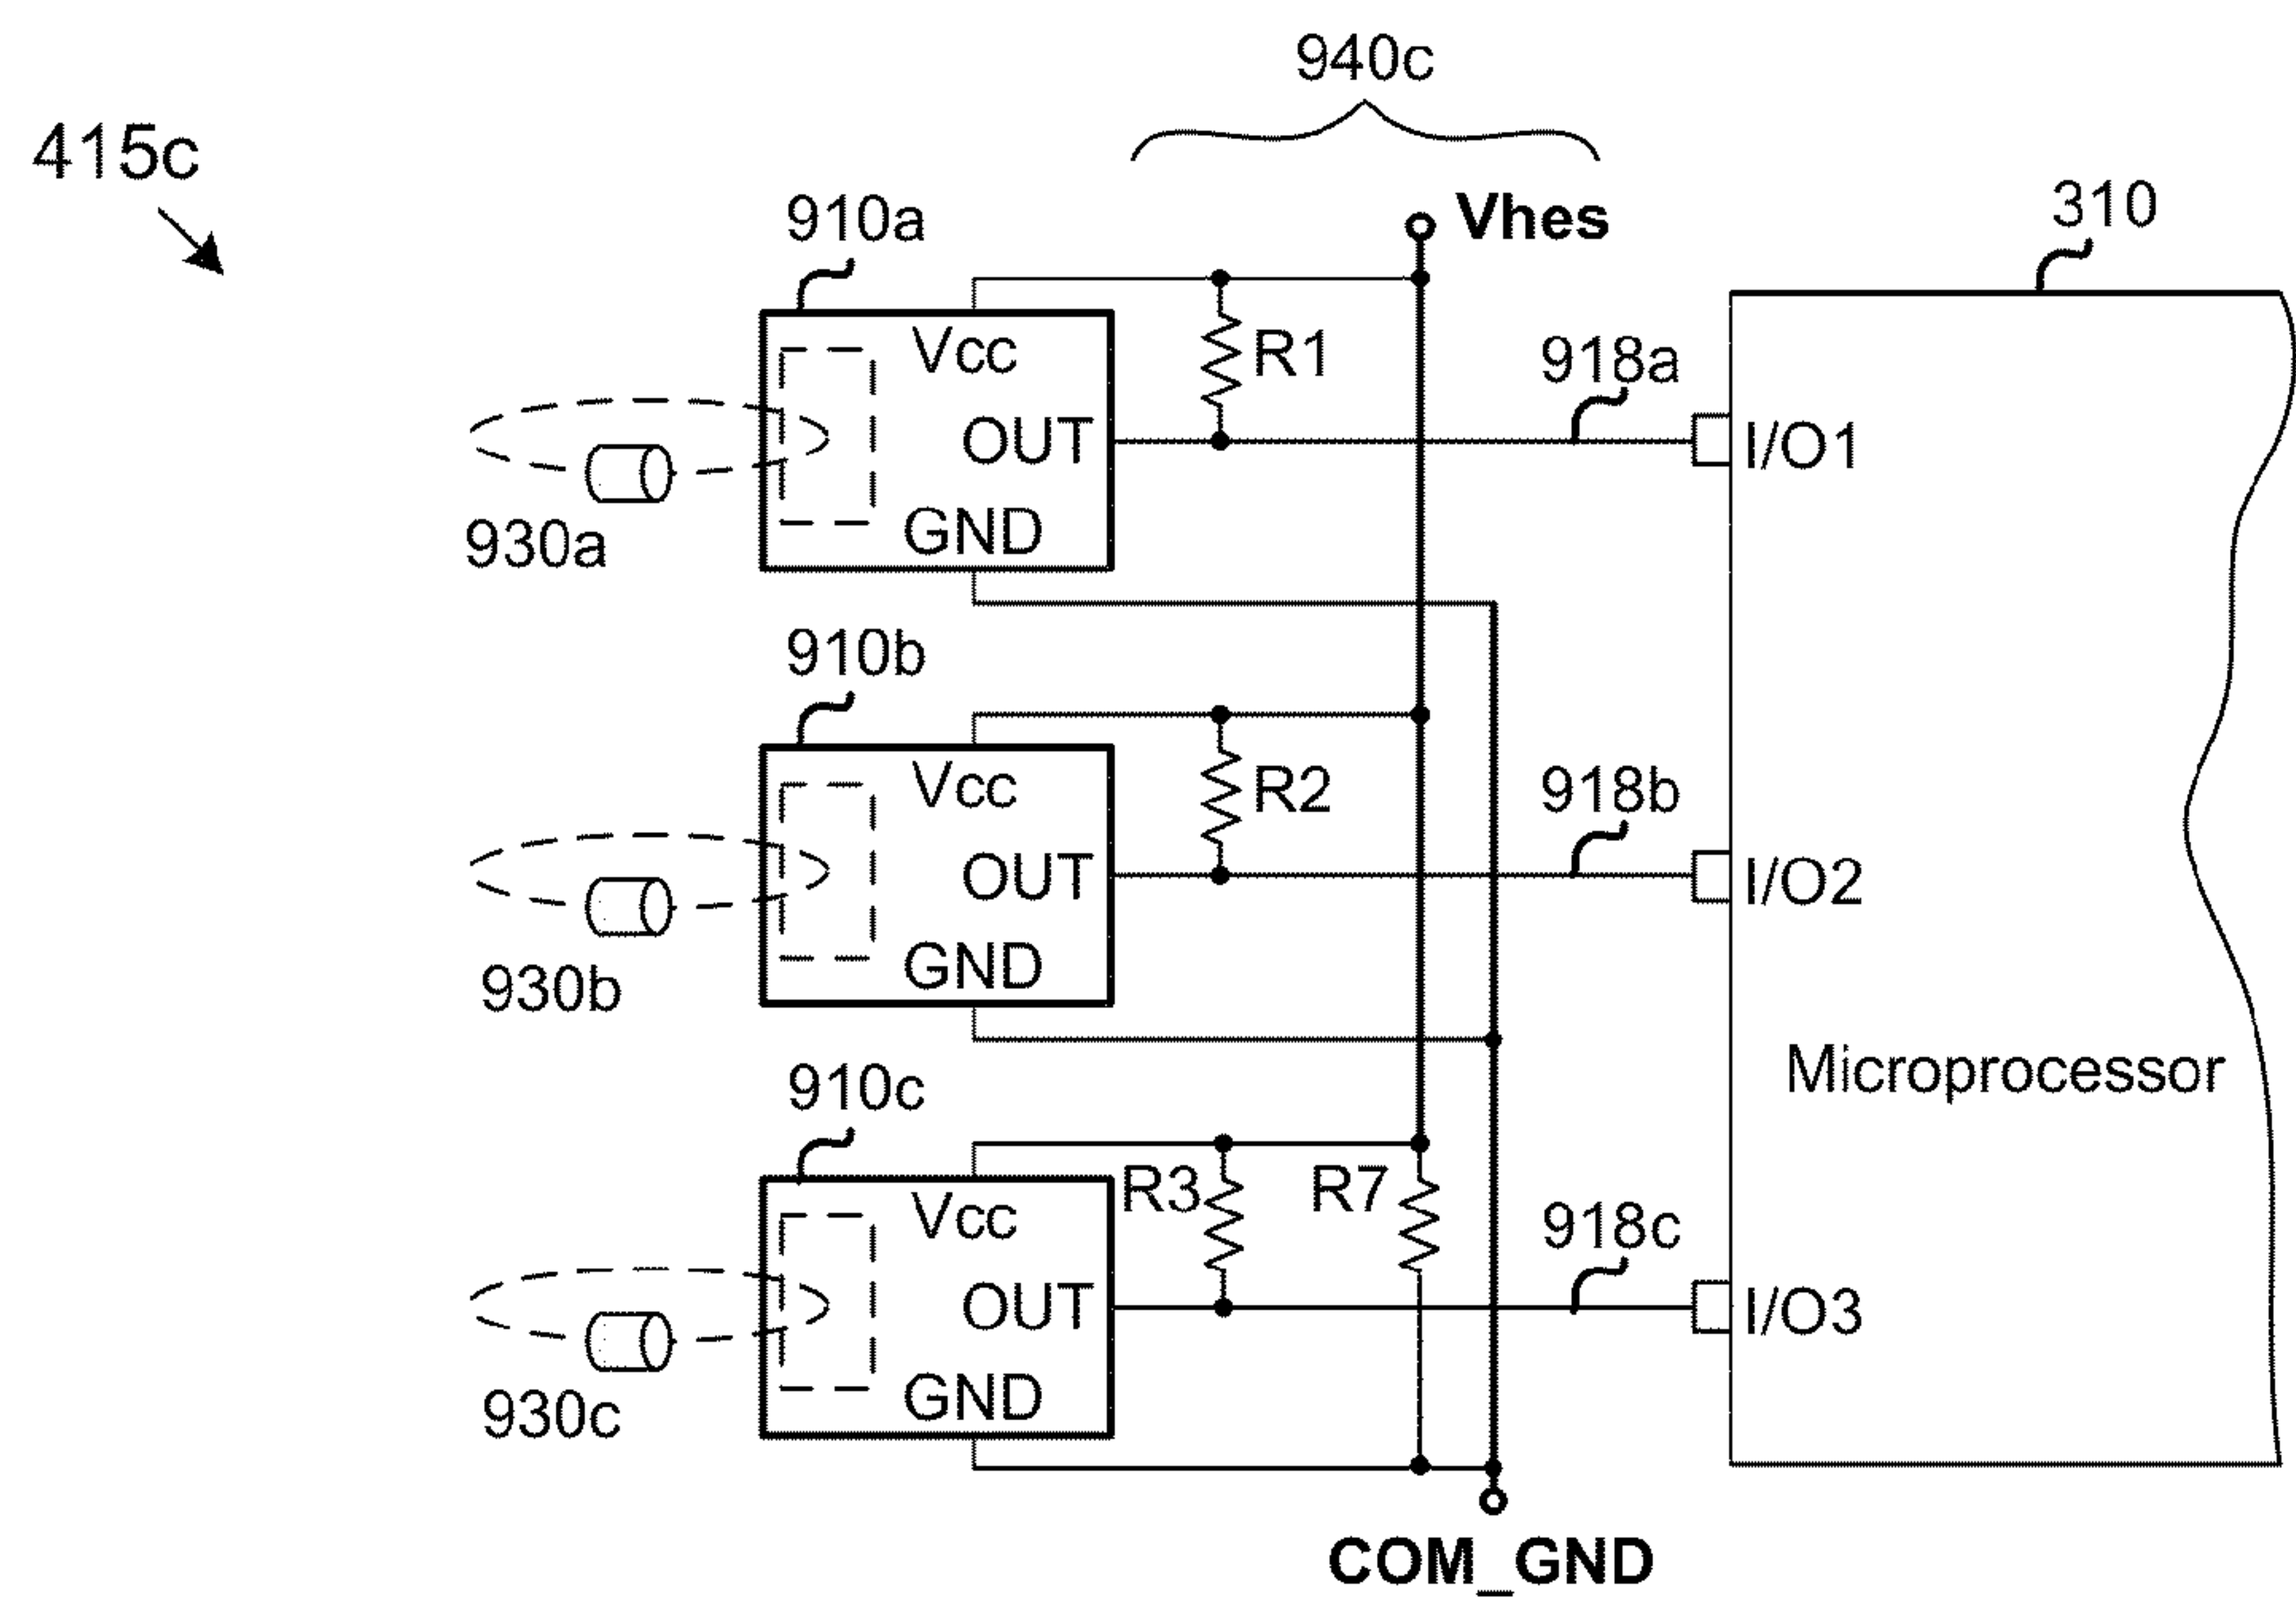 940c
415c
910a
Vhes
310
Vcc
R1
918a
OUT
I/O1
GND
930a
910b
Vcc
R2
918b
OUT
I/O2
GND
930b
Microprocessor
910c
R3
R7
Vcc
918c
OUT
I/O3
GND
930c
COM_GND